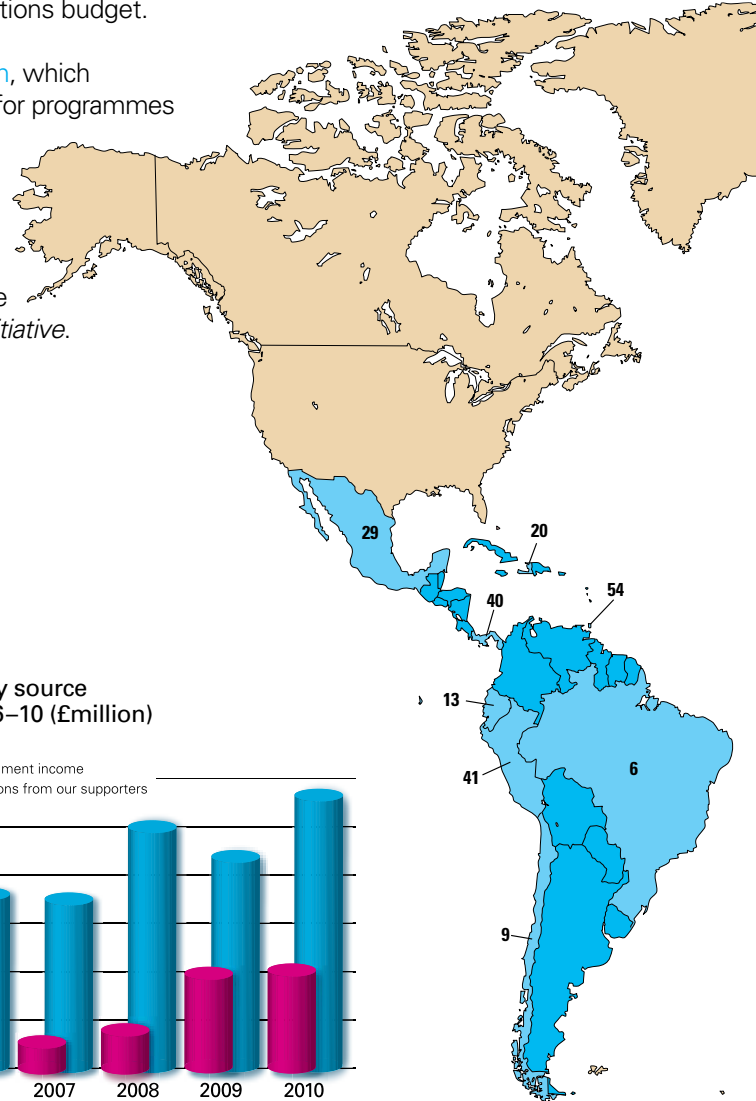 tions budget.
n, which
for programmes
e
itiative.
y source
6–10 (£million)
ment income
ions from our supporters
2007
2008
2009
2010
29
20
54
40
13
41
6
9